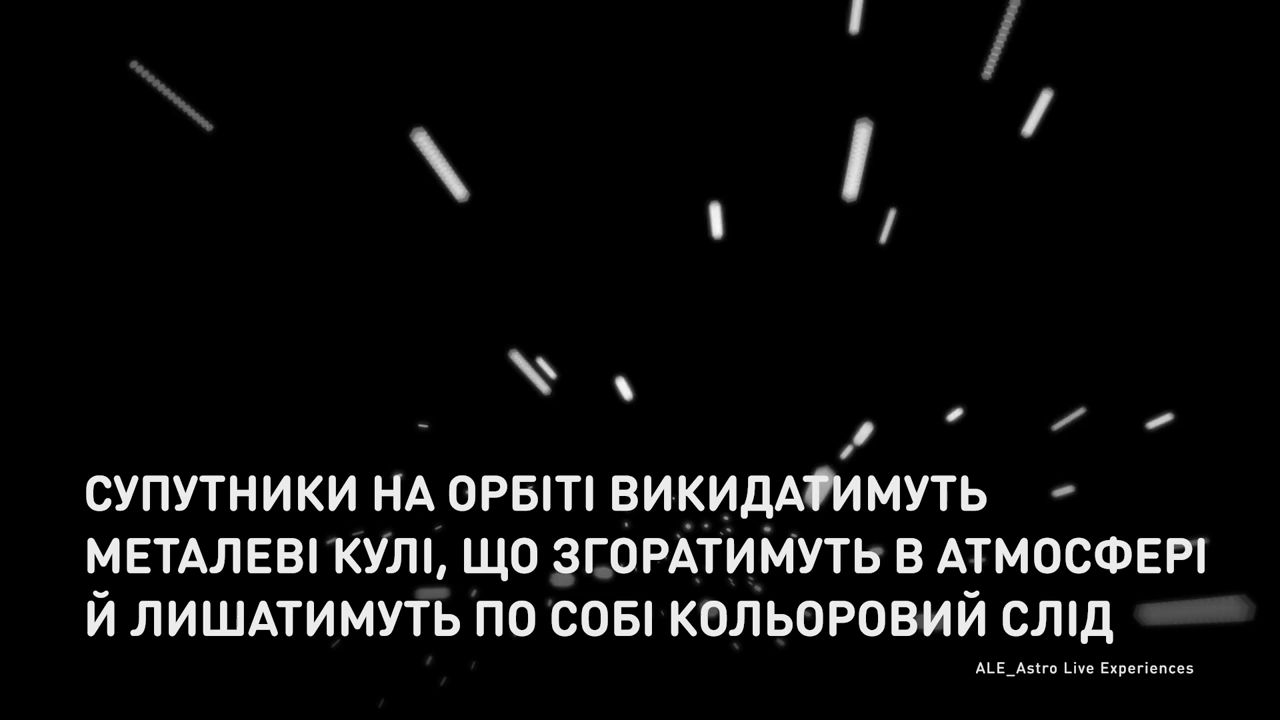 СУПУТНИКИ НА ОРБІТІ ВИКИДАТИМУТЬ
МЕТАЛЕВІ КУЛІ, ЩО ЗГОРАТИМУТЬ В АТМОСФЕРІ
Й ЛИШАТИМУТЬ ПО СОБІ КОЛЬОРОВИЙ СЛІД
ALE_Astro Live Experiences